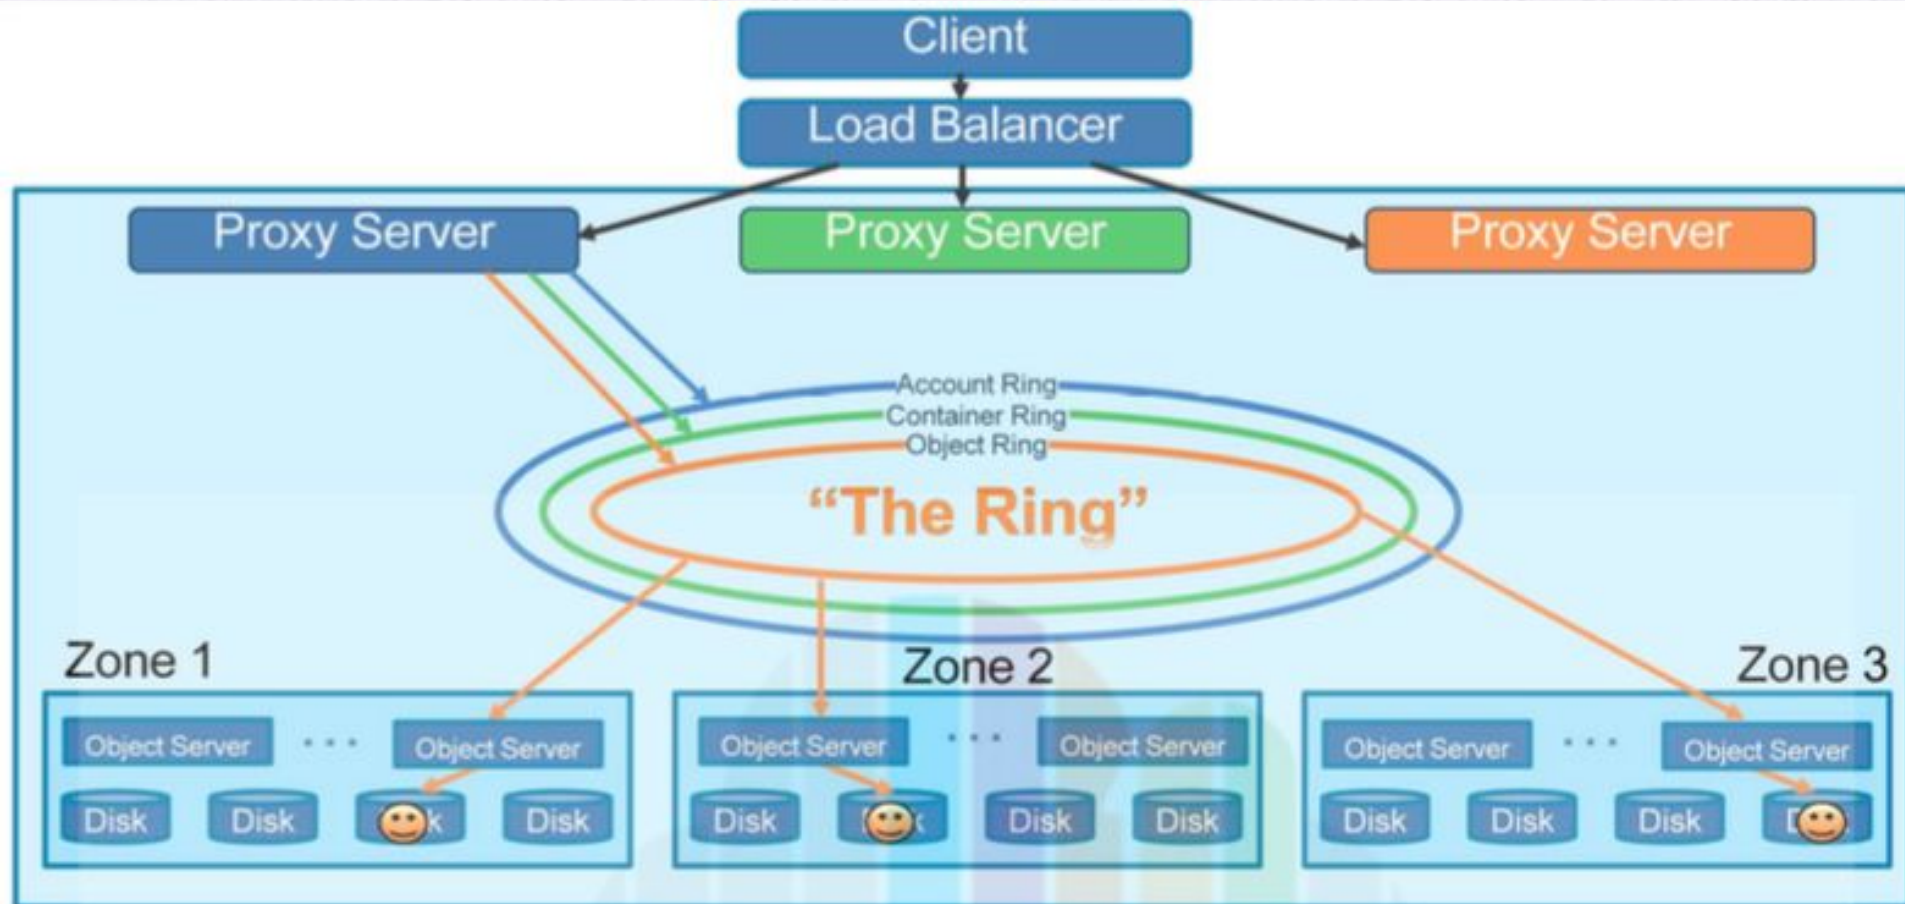 Client
Load Balancer
Proxy Server Proxy Server Proxy Server
Account Ring
Container Ring
Object Ring
“The Ring”
Zone 1 Zone 2 Zone 3
Object Server ... Object Server Object Server ... Object Server Object Server ... Object Server
Disk Disk Disk Disk Disk Disk Disk Disk Disk